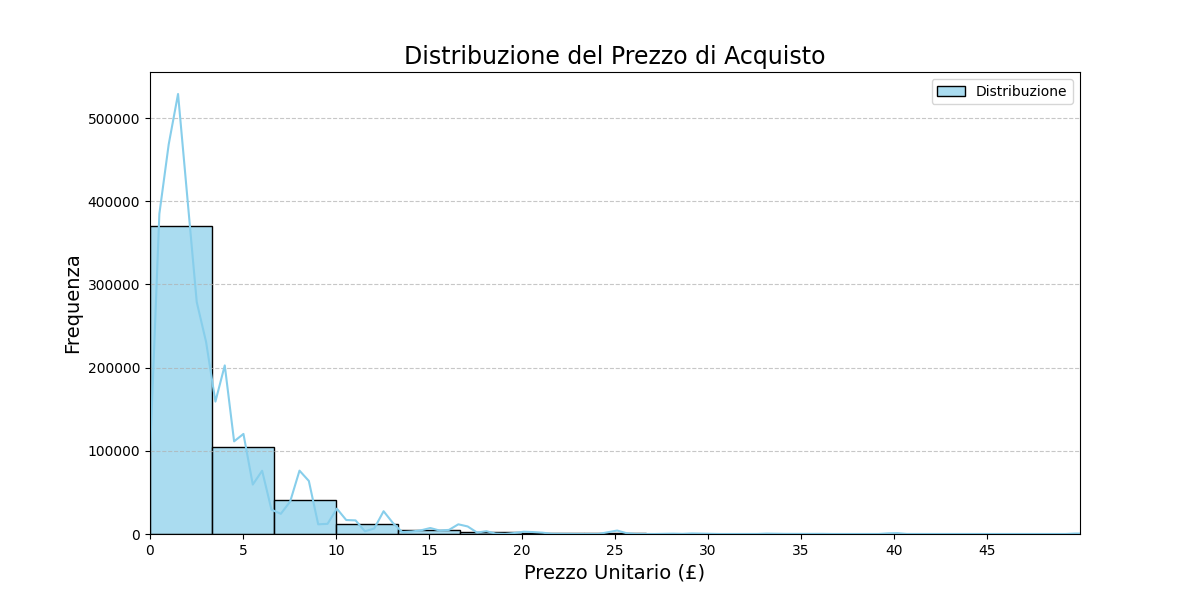 Distribuzione del Prezzo di Acquisto
Distribuzione
500000
400000
300000
200000
100000
0
Frequenza
0 5 10 15 20 25 30 35 40 45
Prezzo Unitario (£)